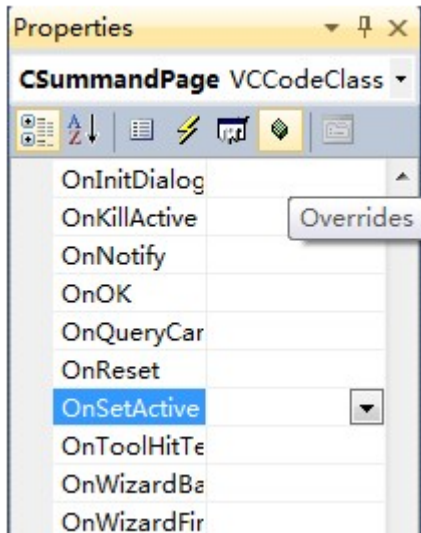 Properties
CSummandPage VCCodeClass
OnInitDialog
OnKillActive
Overrides
OnNotify
OnOK
OnQueryCar
OnReset
OnSetActive
OnToolHitTe
OnWizardBa
OnWizardFir